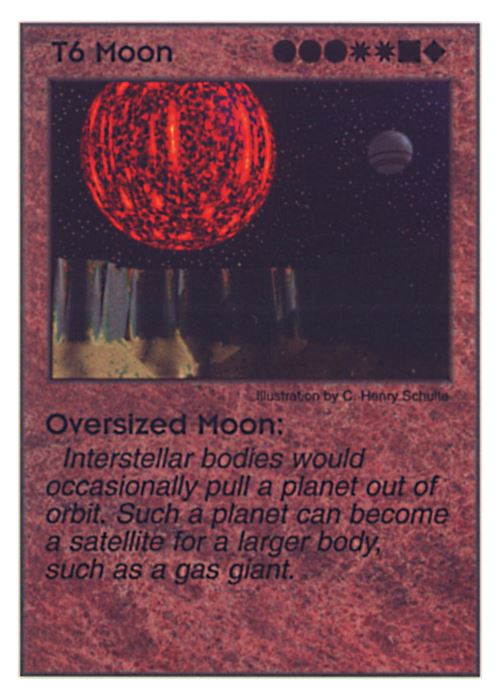 T6 Moon
Illustration by C. Henry Schulte
Oversized Moon:
Interstellar bodies would
occasionally pull a planet out of
orbit. Such a planet can become
a satellite for a larger body,
such as a gas giant.